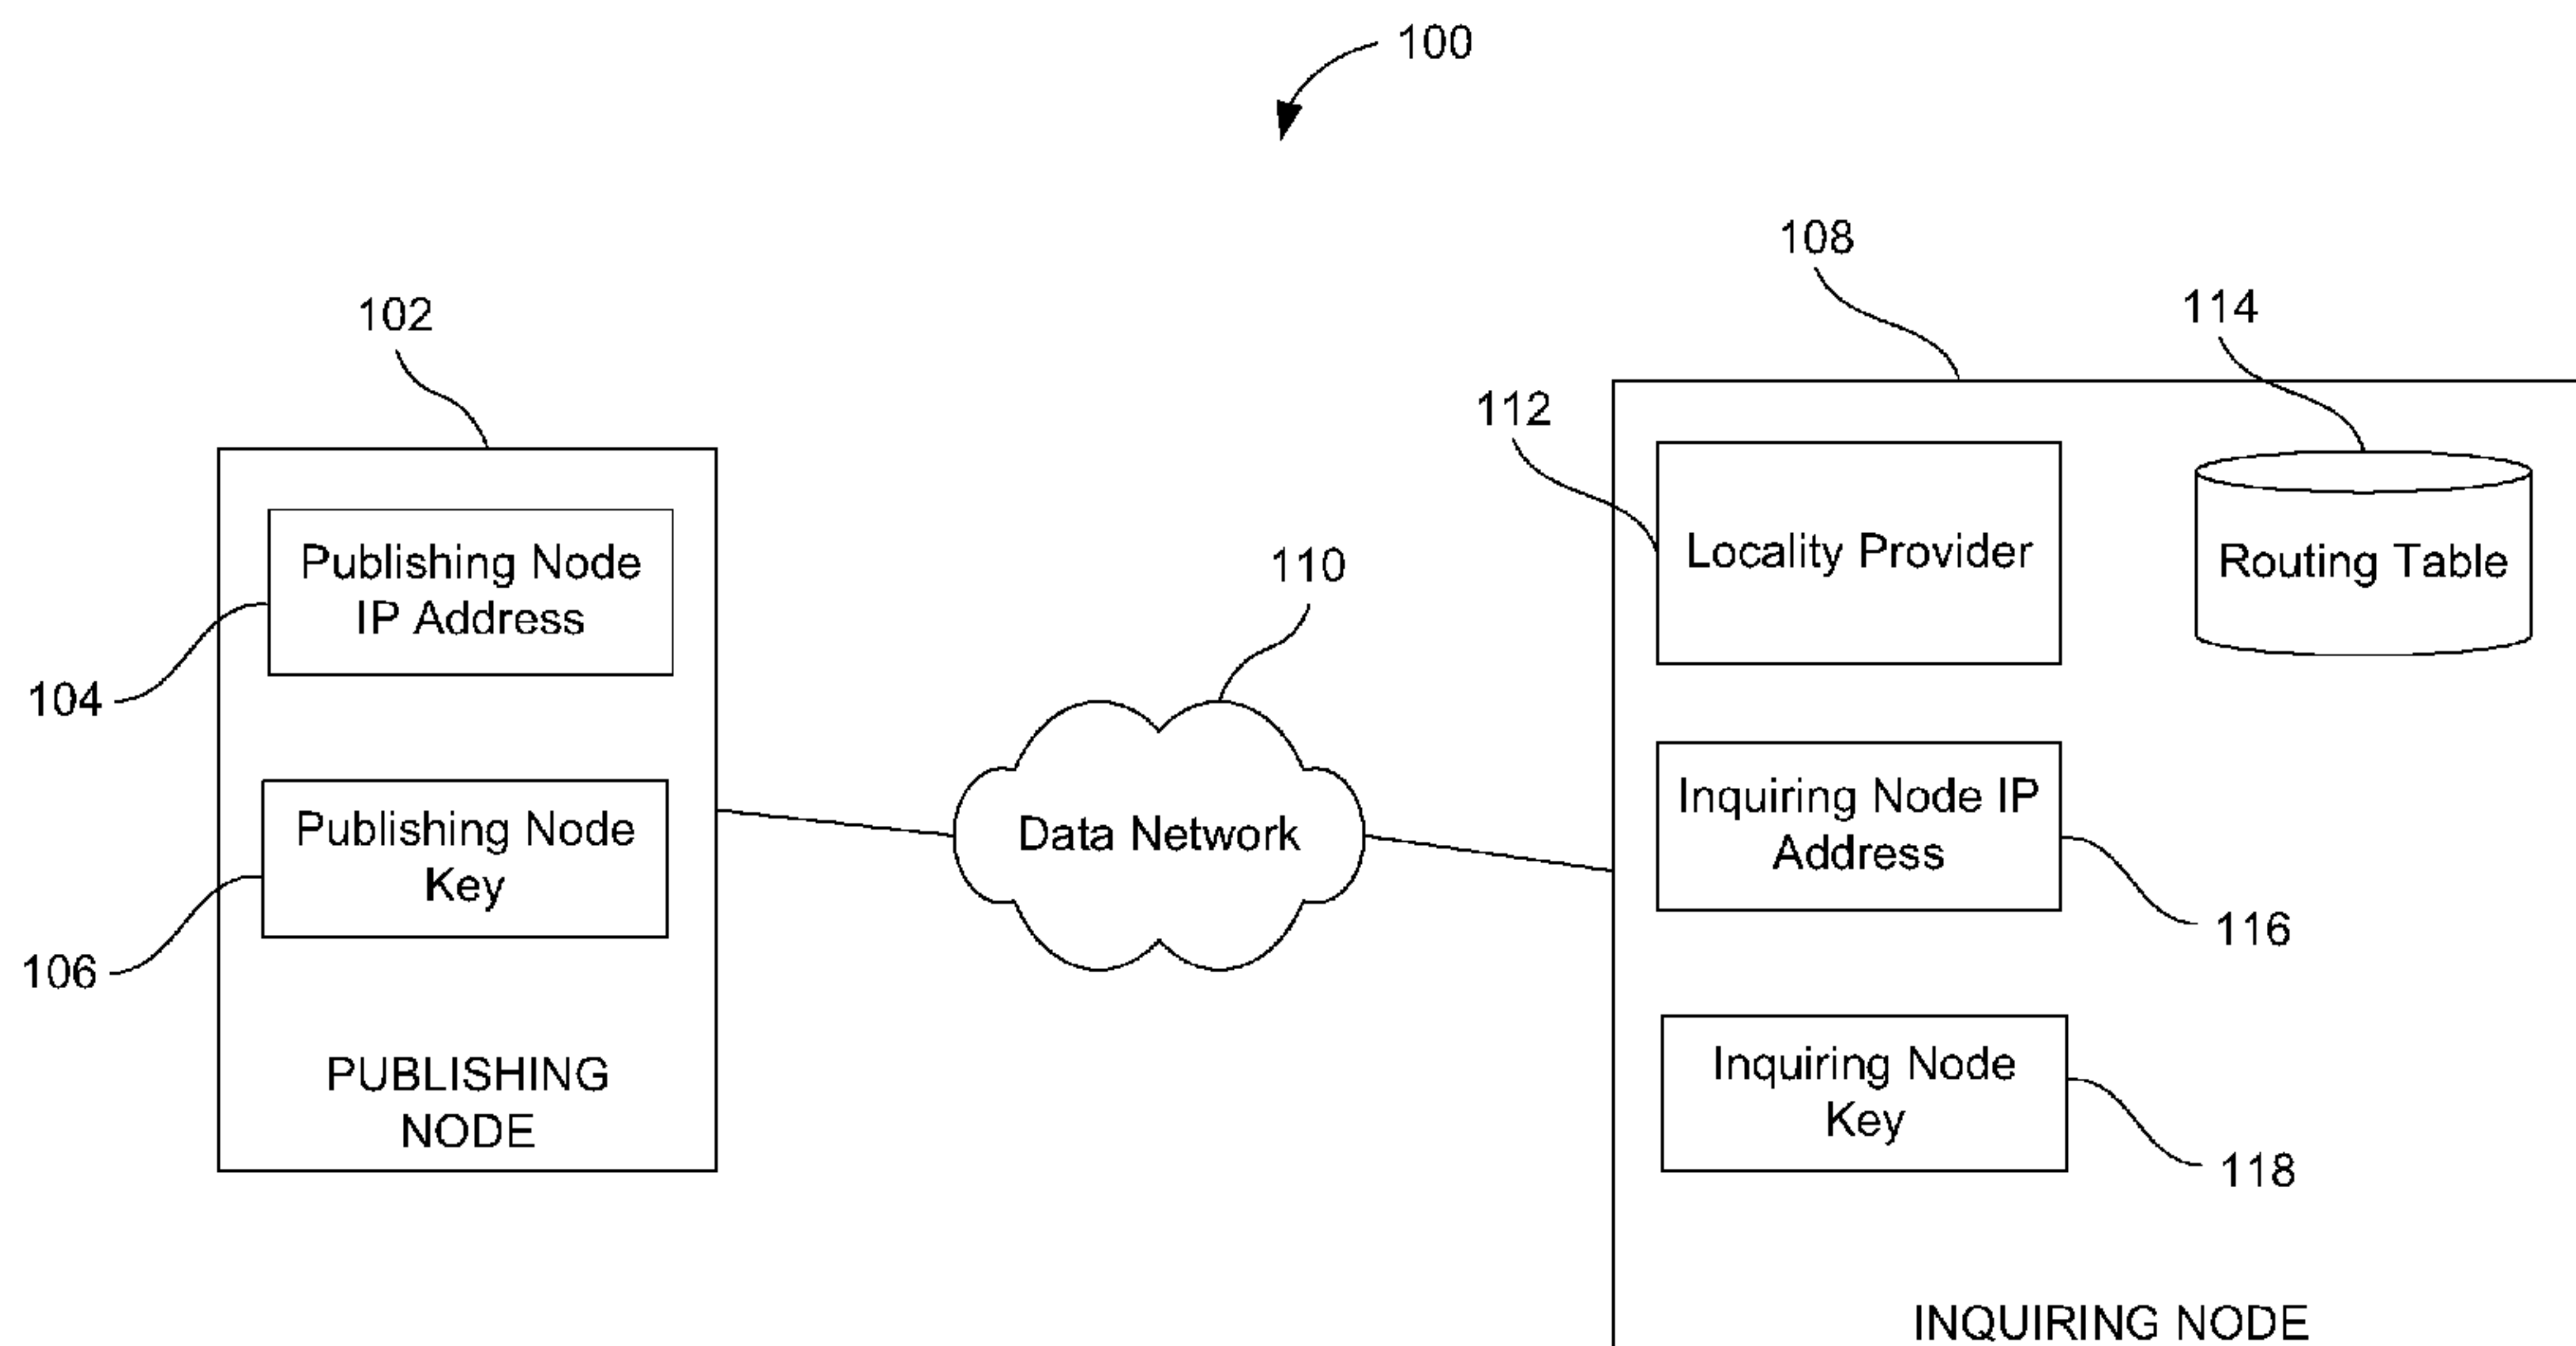 100
108
114
102
112
Publishing Node
IP Address
Locality Provider
Routing Table
110
104
Publishing Node
Key
Data Network
Inquiring Node IP
Address
116
106
Inquiring Node
Key
118
PUBLISHING
NODE
INQUIRING NODE